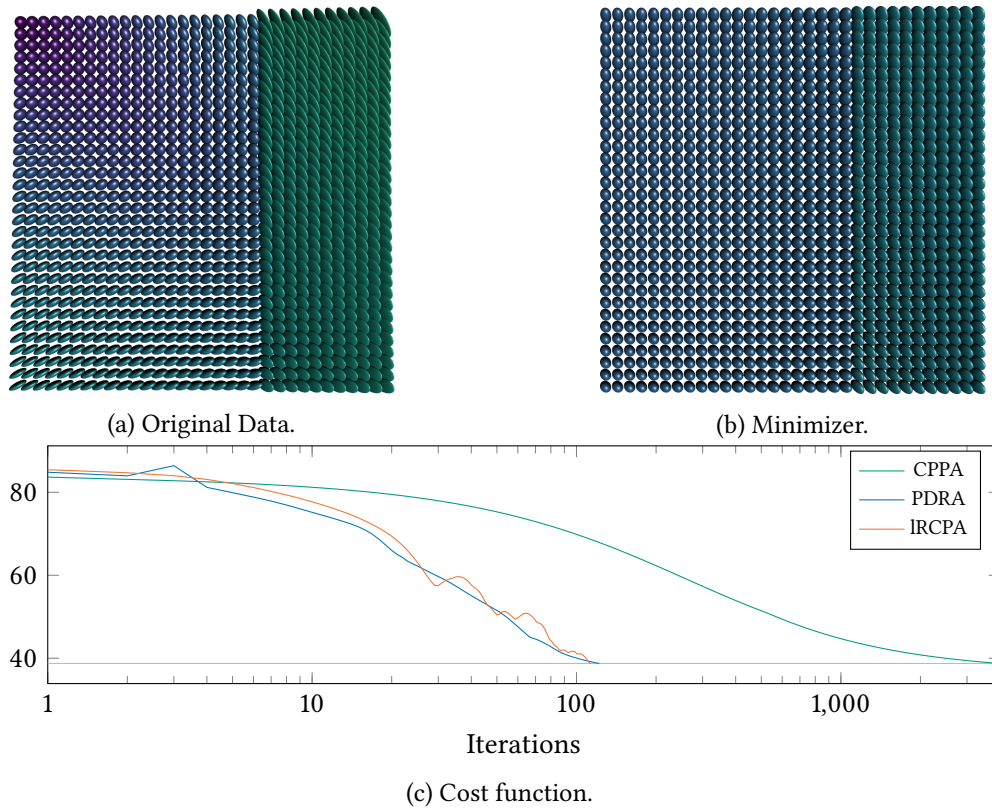 (a) Original Data.
(b) Minimizer.
80
60
40
CPPA
PDRA
lRCPA
1
10
100
1,000
Iterations
(c) Cost function.